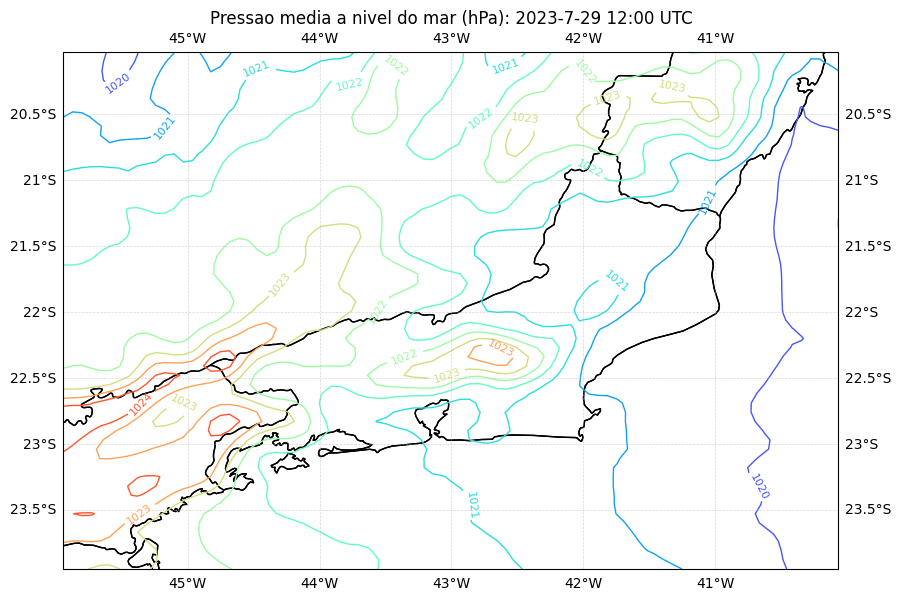 Pressao media a nivel do mar (hPa): 2023-7-29 12:00 UTC
45°W 44°W 43°W 42°W 41°W
1021 1022 1021 1022
1020 1022 1023 1023
20.5°S 1021 1022 1023 20.5°S
1022
21°S 21°S
1021
21.5°S 21.5°S
1023 1021
22°S 1022 22°S
1022 1023
22.5°S 1023 22.5°S
1024 1023
23°S 23°S
1020
23.5°S 1023 1021 23.5°S
45°W 44°W 43°W 42°W 41°W